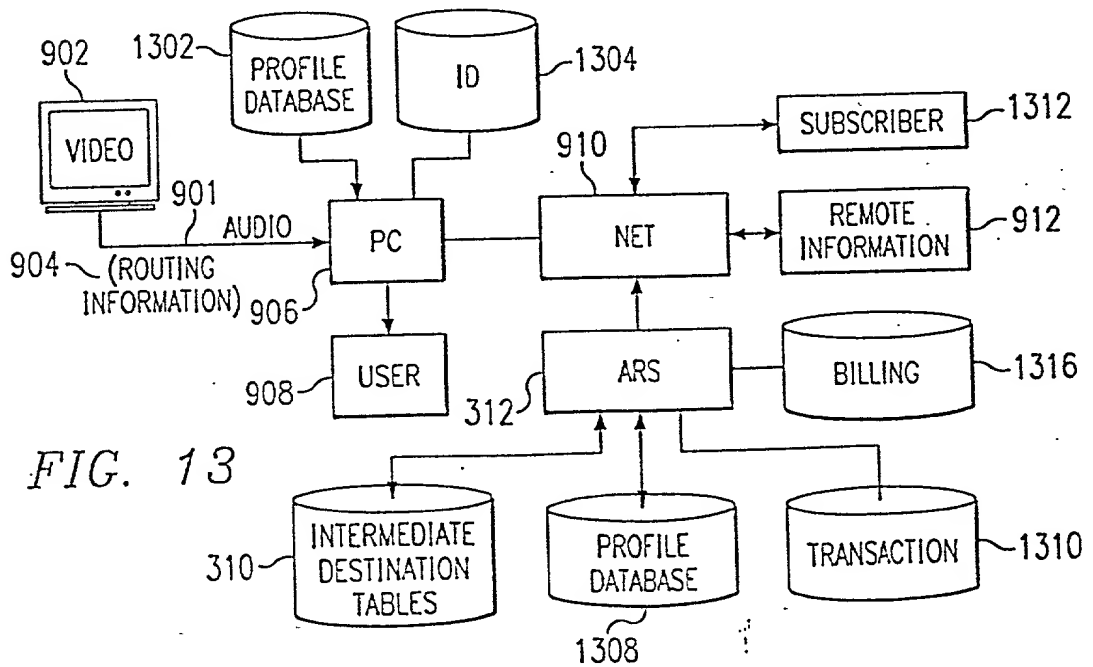 1302
902
PROFILE
DATABASE
ID
1304
VIDEO
901
AUDIO
904
(ROUTING
INFORMATION)
PC
906
910
NET
SUBSCRIBER
1312
REMOTE
INFORMATION
912
USER
908
ARS
312
BILLING
1316
FIG. 13
INTERMEDIATE
DESTINATION
TABLES
310
PROFILE
DATABASE
1308
TRANSACTION
1310